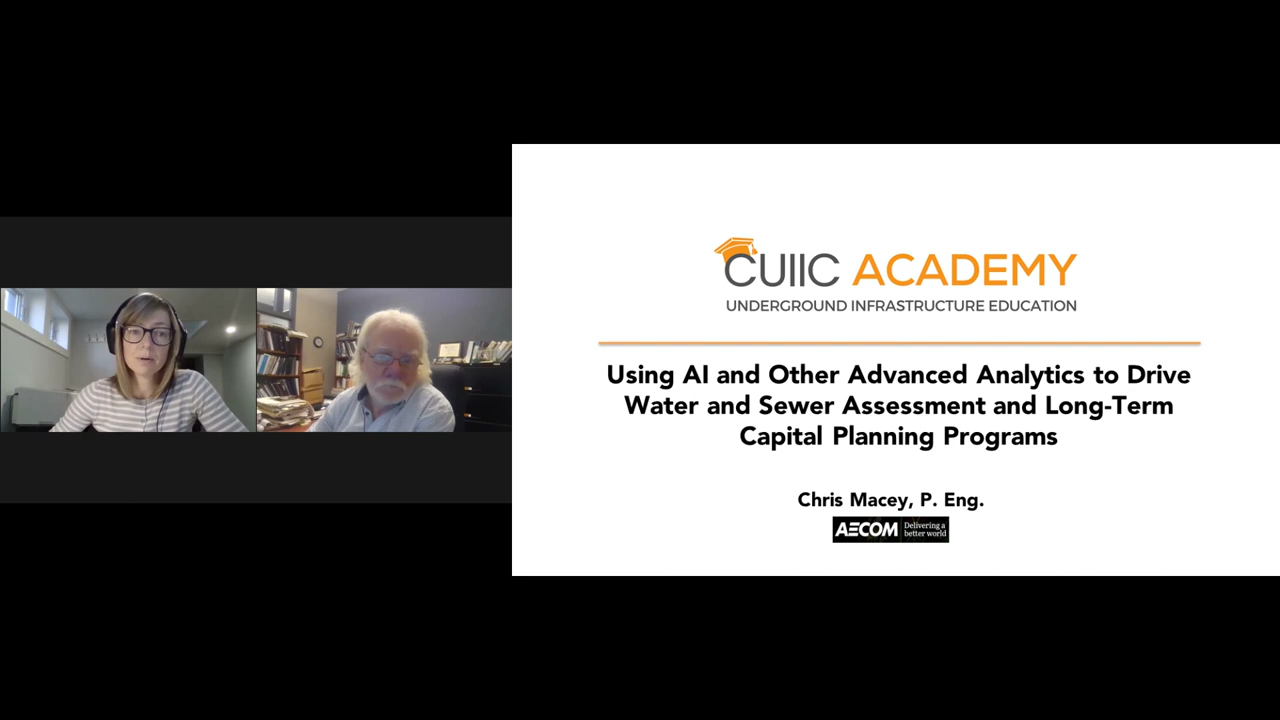 CUIIC ACADEMY
UNDERGROUND INFRASTRUCTURE EDUCATION
Using AI and Other Advanced Analytics to Drive
Water and Sewer Assessment and Long-Term
Capital Planning Programs
Chris Macey, P. Eng.
AECOM Delivering a
better world